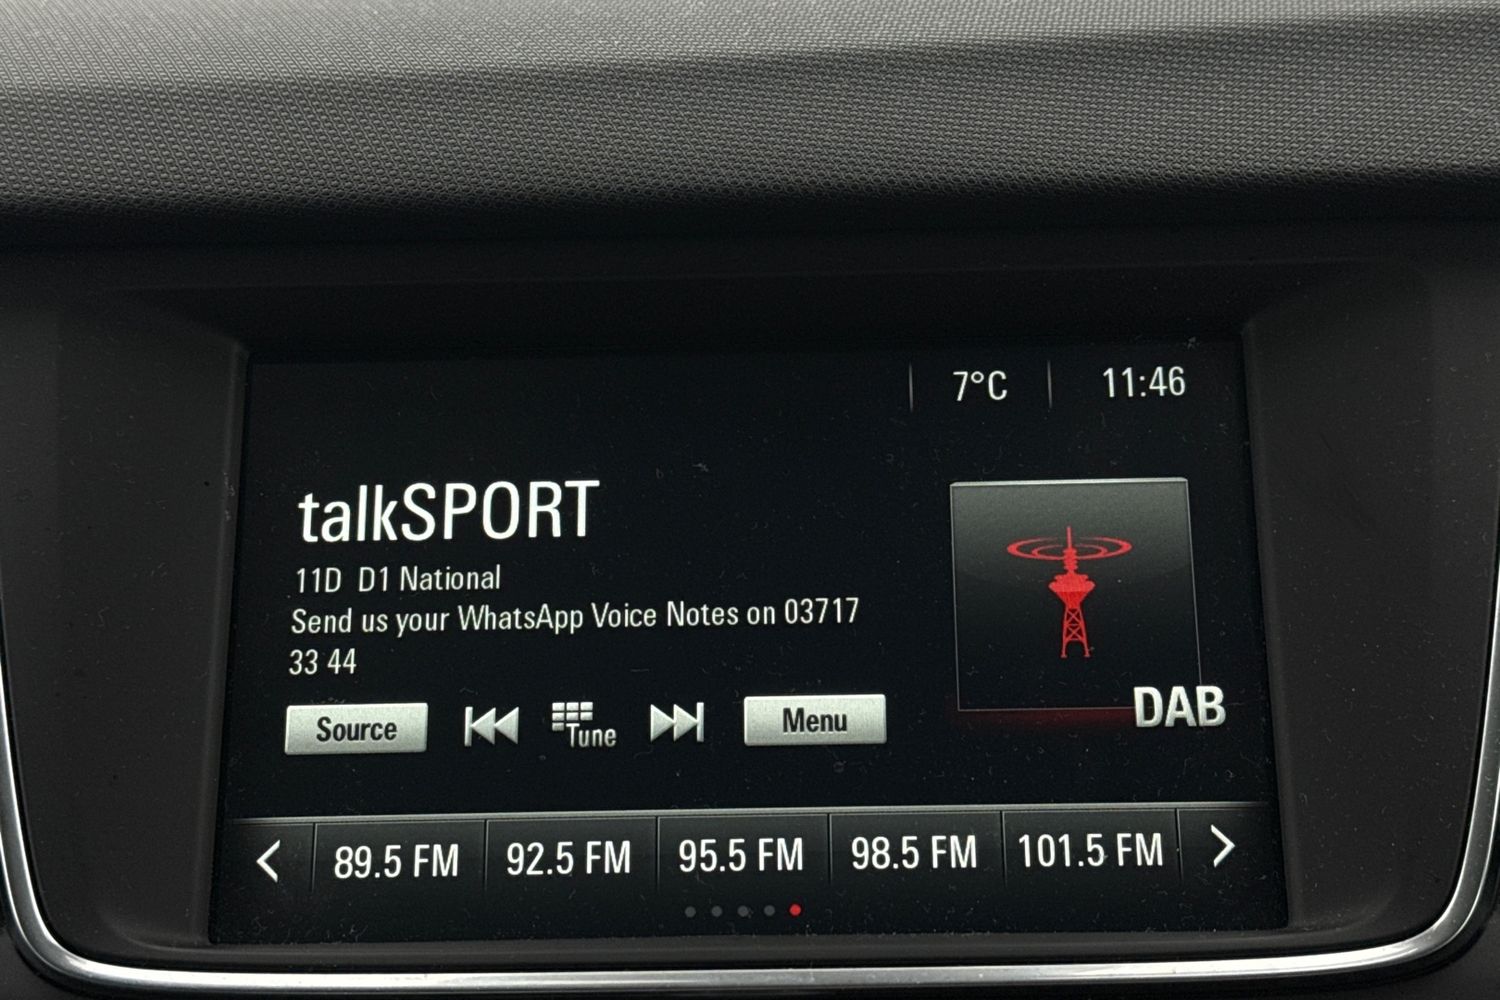 7°C 11:46
talkSPORT
11D D1 National
Send us your WhatsApp Voice Notes on 03717
33 44
DAB
Source Tune Menu
89.5 FM 92.5 FM 95.5 FM 98.5 FM 101.5 FM